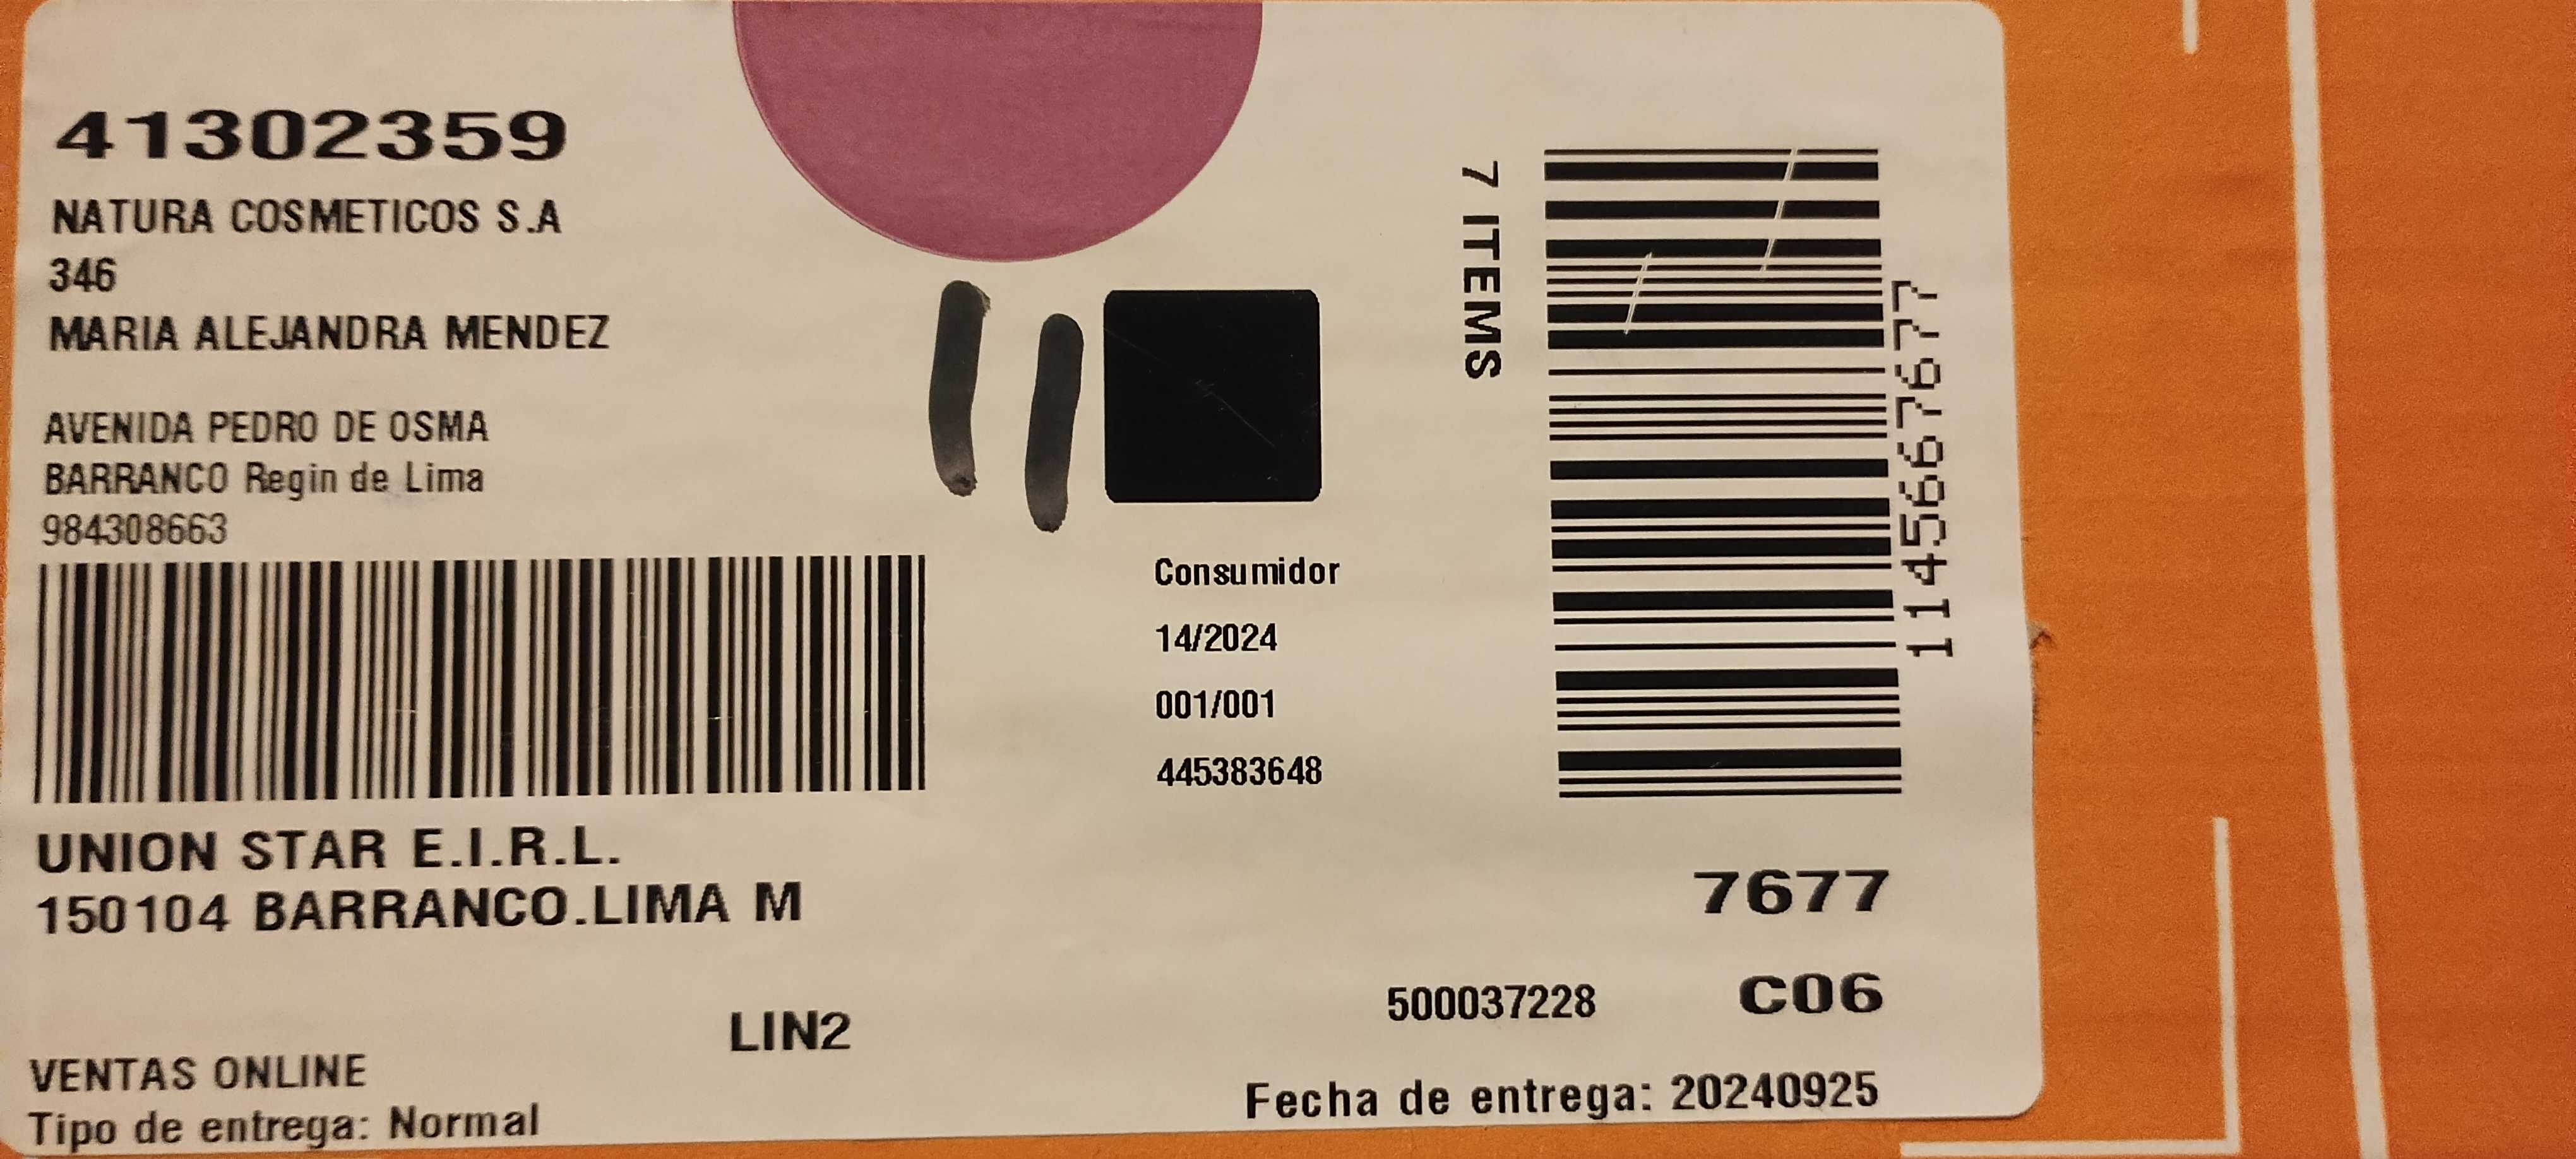 41302359
NATURA COSMETICOS S.A
346
MARIA ALEJANDRA MENDEZ
AVENIDA PEDRO DE OSMA
BARRANCO Regin de Lima
984308663
UNION STAR E.I.R.L.
150104 BARRANCO.LIMA M
LIN2
VENTAS ONLINE
Tipo de entrega: Normal
Consumidor
14/2024
001/001
445383648
7 ITEMS
1145667677
7677
500037228 C06
Fecha de entrega: 20240925